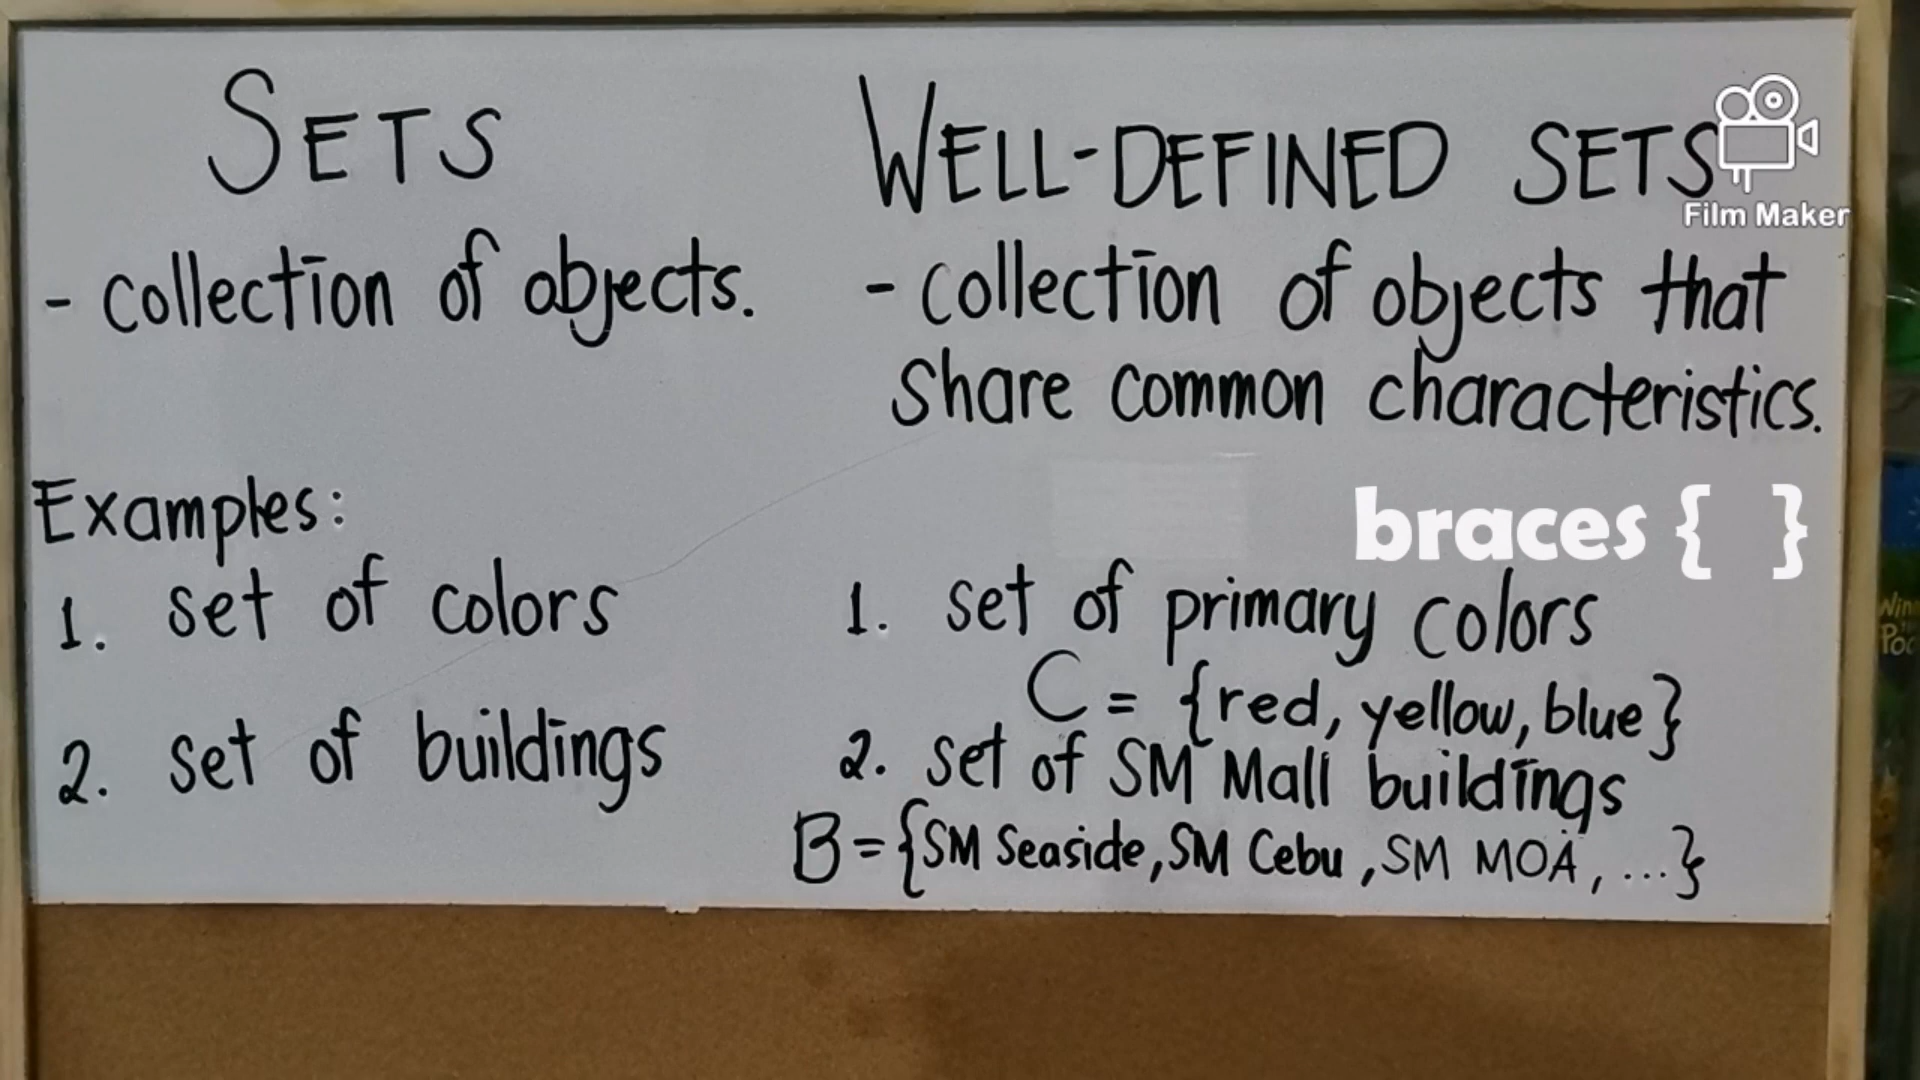 SETS
- collection of objects.
Examples:
1. set of colors
2. set of buildings
WELL-DEFINED SETS
- collection of objects that
share common characteristics.
braces { }
1. set of primary colors
C = {red, yellow, blue}
2. set of SM Mall buildings
B = {SM Seaside, SM Cebu, SM MOA, ...}
Film Maker